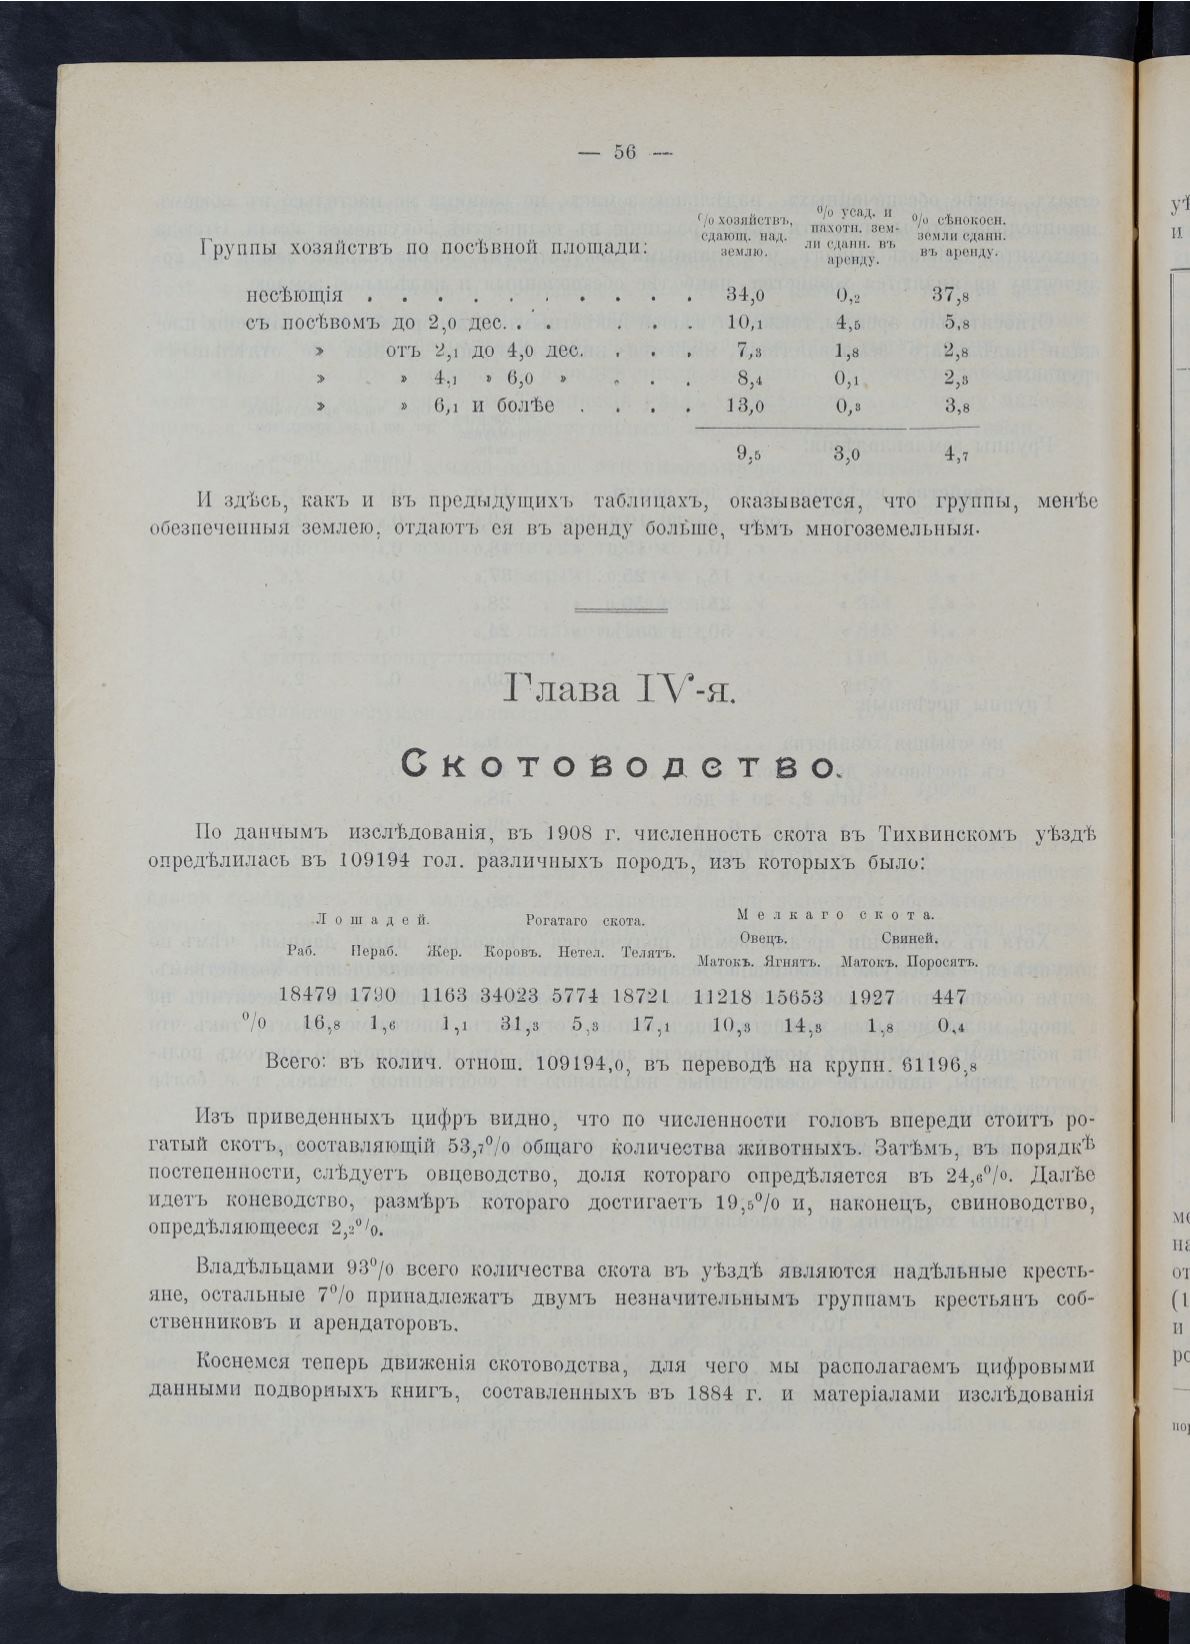 — 56 —
Группы хозяйствъ по посѣвной площади:
%хозяйствъ, сдающ. над. землю.
% усад. и пахотн. земли сданн. въ аренду.
% сѣнокосн. земли сданн. въ аренду.
несѣющія . . . . . . . . . . . 34,0 0,2 37,8
съ посѣвомъ до 2,0 дес. . . . . . . 10,1 4,5 5,8
» отъ 2,1 до 4,0 дес. . . . . 7,3 1,8 2,8
» » 4,1 » 6,0 » . . . 8,4 0,1 2,3
» » 6,1 и болѣе . . . . 13,0 0,3 3,8
9,5 3,0 4,7
И здѣсь, какъ и въ предыдущихъ таблицахъ, оказывается, что группы, менѣе
обезпеченныя землею, отдаютъ ея въ аренду больше, чѣмъ многоземельныя.
Глава IV-я.
Скотоводство.
По даннымъ изслѣдованія, въ 1908 г. численность скота въ Тихвинскомъ уѣздѣ
опредѣлилась въ 109194 гол. различныхъ породъ, изъ которыхъ было:
Лошадей. Рогатаго скота. Мелкаго скота.
Овецъ. Свиней.
Раб. Нераб. Жер. Коровъ. Нетел. Телятъ. Матокъ. Ягнятъ. Матокъ. Поросятъ.
18479 1790 1163 34023 5774 18721 11218 15653 1927 447
% 16,8 1,6 1,1 31,3 5,3 17,1 10,3 14,3 1,8 0,4
Всего: въ колич. отнош. 109194,0, въ переводѣ на крупн. 61196,8
Изъ приведенныхъ цифръ видно, что по численности головъ впереди стоитъ ро-
гатый скотъ, составляющій 53,7% общаго количества животныхъ. Затѣмъ, въ порядкѣ
постепенности, слѣдуетъ овцеводство, доля котораго опредѣляется въ 24,6%. Далѣе
идетъ коневодство, размѣръ котораго достигаетъ 19,5% и, наконецъ, свиноводство,
опредѣляющееся 2,2%.
Владѣльцами 93% всего количества скота въ уѣздѣ являются надѣльные кресть-
яне, остальные 7% принадлежатъ двумъ незначительнымъ группамъ крестьянъ соб-
ственниковъ и арендаторовъ.
Коснемся теперь движенія скотоводства, для чего мы располагаемъ цифровыми
данными подворныхъ книгъ, составленныхъ въ 1884 г. и матеріалами изслѣдованія